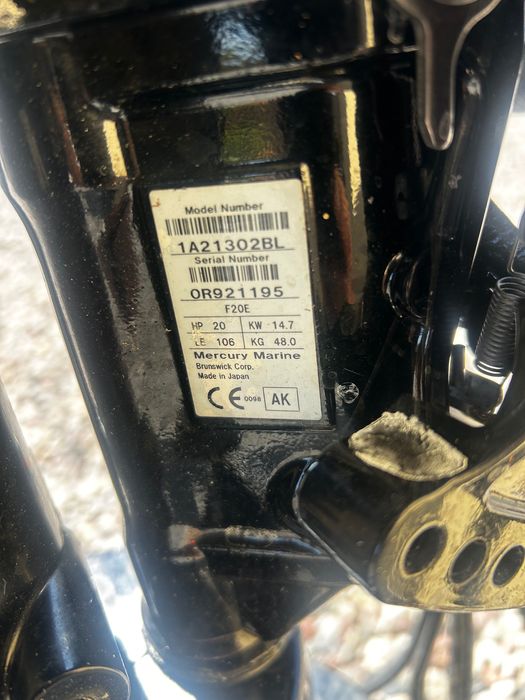 Model Number
1A21302BL
Serial Number
0R921195
F20E
HP 20 KW 14.7
LB 106 KG 48.0
Mercury Marine
Brunswick Corp.
Made in Japan
CE 0098 AK